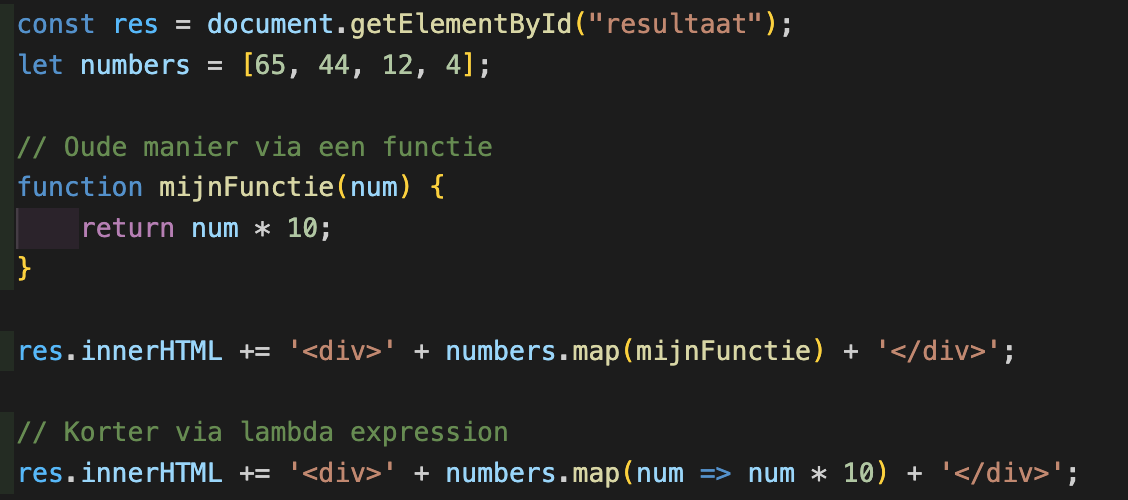 const res = document.getElementById("resultaat");
let numbers = [65, 44, 12, 4];
// Oude manier via een functie
function mijnFunctie(num) {
    return num * 10;
}
res.innerHTML += '<div>' + numbers.map(mijnFunctie) + '</div>';
// Korter via lambda expression
res.innerHTML += '<div>' + numbers.map(num => num * 10) + '</div>';